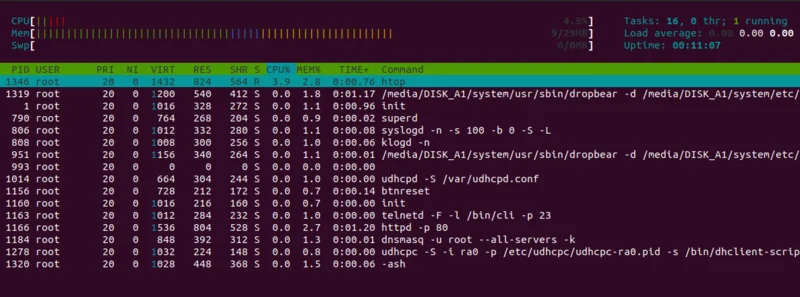 CPU[||||| 4.5%] Tasks: 16, 0 thr; 1 running
Mem[||||||||||||||||||||||||||||||||||||||||||||||||||||||||||||||||||| 9/29MB] Load average: 0.00 0.00 0.00
Swp[ 0/0MB] Uptime: 00:11:07
PID USER PRI NI VIRT RES SHR S CPU% MEM% TIME+ Command
1346 root 20 0 1432 824 564 R 3.9 2.8 0:00.76 htop
1319 root 20 0 1200 540 412 S 0.0 1.8 0:01.17 /media/DISK_A1/system/usr/sbin/dropbear -d /media/DISK_A1/system/etc/
1 root 20 0 1016 328 272 S 0.0 1.1 0:00.96 init
790 root 20 0 764 268 204 S 0.0 0.9 0:00.02 superd
806 root 20 0 1012 332 280 S 0.0 1.1 0:00.08 syslogd -n -s 100 -b 0 -S -L
808 root 20 0 1008 300 256 S 0.0 1.0 0:00.06 klogd -n
951 root 20 0 1156 340 264 S 0.0 1.1 0:00.01 /media/DISK_A1/system/usr/sbin/dropbear -d /media/DISK_A1/system/etc/
993 root 20 0 0 0 0 S 0.0 0.0 0:00.00
1014 root 20 0 664 304 244 S 0.0 1.0 0:00.00 udhcpd -S /var/udhcpd.conf
1156 root 20 0 728 212 172 S 0.0 0.7 0:00.14 btnreset
1160 root 20 0 1016 216 160 S 0.0 0.7 0:00.00 init
1163 root 20 0 1012 284 232 S 0.0 1.0 0:00.00 telnetd -F -l /bin/cli -p 23
1166 root 20 0 1536 804 528 S 0.0 2.7 0:01.20 httpd -p 80
1184 root 20 0 848 392 312 S 0.0 1.3 0:00.01 dnsmasq -u root --all-servers -k
1278 root 20 0 1032 224 148 S 0.0 0.8 0:00.00 udhcpc -S -i ra0 -p /etc/udhcpc/udhcpc-ra0.pid -s /bin/dhclient-scrip
1320 root 20 0 1028 448 368 S 0.0 1.5 0:00.06 -ash